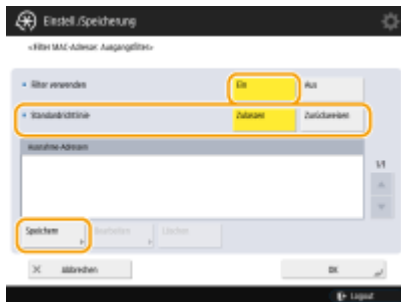 Einstell./Speicherung
<Filter MAC-Adresse: Ausgangsfilter>
Filter verwenden
Ein
Aus
Standardrichtlinie
Zulassen
Zurückweisen
Ausnahme-Adressen
1/1
Speichern
Bearbeiten
Löschen
Abbrechen
OK
Logout